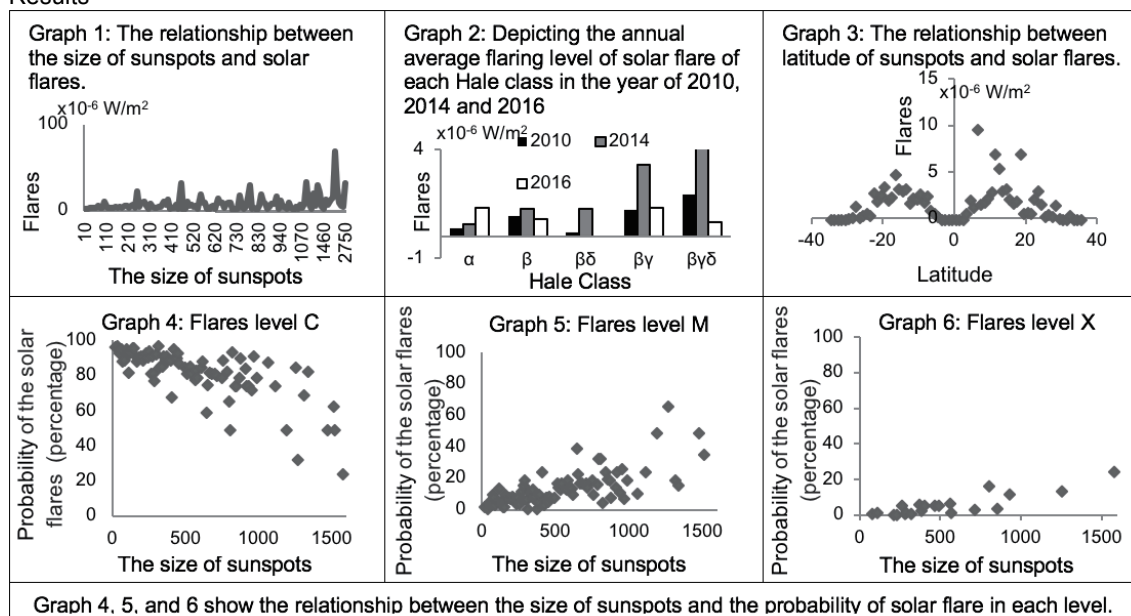 Results
Graph 1: The relationship between
the size of sunspots and solar
flares.
x10-6 W/m2
100
0
Flares
10
110
210
310
410
520
620
730
830
940
1070
1460
2750
The size of sunspots
Graph 2: Depicting the annual
average flaring level of solar flare of
each Hale class in the year of 2010,
2014 and 2016
x10-6 W/m2
2010
2014
2016
4
-1
Flares
α
β
βδ
βγ
βγδ
Hale Class
Graph 3: The relationship between
latitude of sunspots and solar flares.
15
x10-6 W/m2
10
5
0
Flares
-40
-20
0
20
40
Latitude
Graph 4: Flares level C
100
80
60
40
20
0
Probability of the solar
flares (percentage)
0
500
1000
1500
The size of sunspots
Graph 5: Flares level M
100
80
60
40
20
0
Probability of the solar flares
(percentage)
0
500
1000
1500
The size of sunspots
Graph 6: Flares level X
100
80
60
40
20
0
Probability of the solar flares
(percentage)
0
500
1000
1500
The size of sunspots
Graph 4, 5, and 6 show the relationship between the size of sunspots and the probability of solar flare in each level.